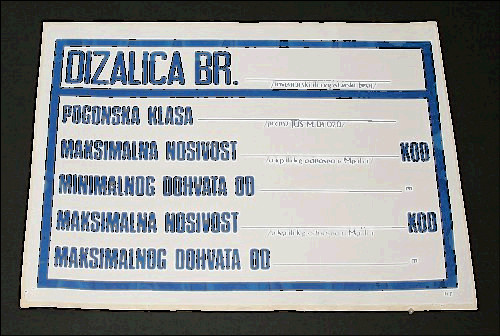 DIZALICA BR.
POGONSKA KLASA
MAKSIMALNA NOSIVOST KOD
MINIMALNOG DOHVATA OD m
MAKSIMALNA NOSIVOST KOD
MAKSIMALNOG DOHVATA OD m